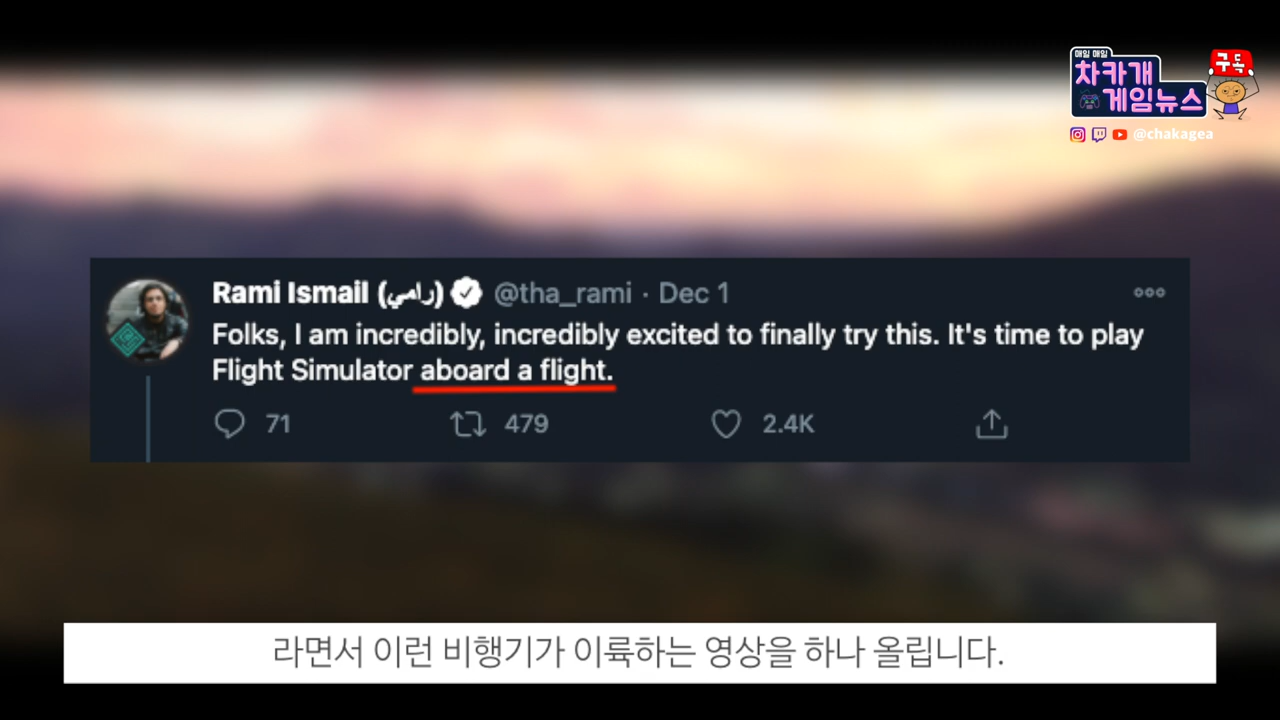 매일 매일
차카개
게임뉴스
구독
@chakagea
Rami Ismail (رامي) @tha_rami · Dec 1
Folks, I am incredibly, incredibly excited to finally try this. It's time to play
Flight Simulator aboard a flight.
71 479 2.4K
라면서 이런 비행기가 이륙하는 영상을 하나 올립니다.